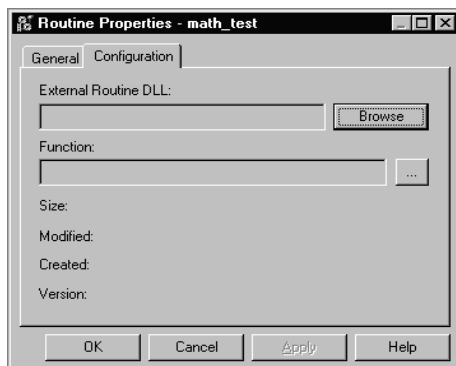 Routine Properties - math_test
General Configuration
External Routine DLL:
Browse
Function:
...
Size:
Modified:
Created:
Version:
OK Cancel Apply Help